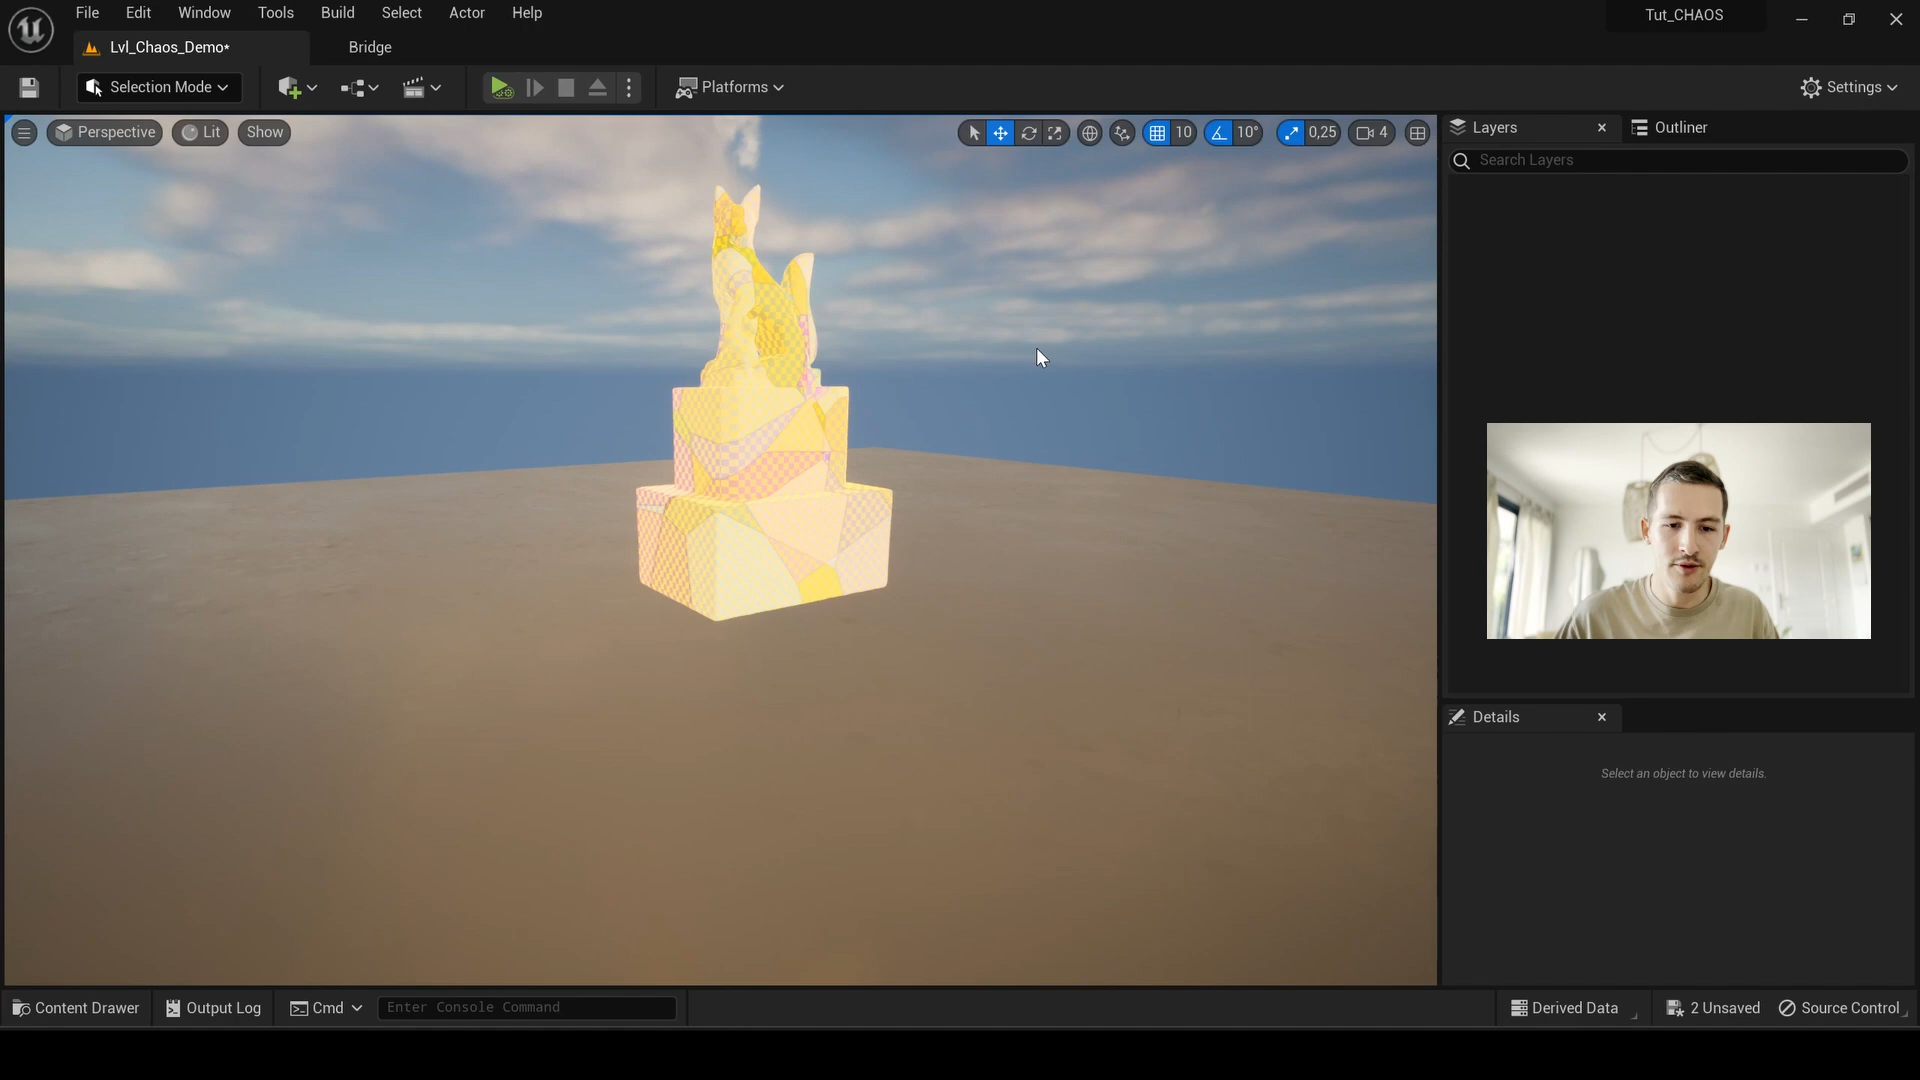 File Edit Window Tools Build Select Actor Help
Tut_CHAOS
Lvl_Chaos_Demo*
Bridge
Selection Mode
Platforms
Settings
Perspective
Lit
Show
10
10°
0,25
4
Layers
Outliner
Search Layers
Details
Select an object to view details.
Content Drawer
Output Log
Cmd
Enter Console Command
Derived Data
2 Unsaved
Source Control